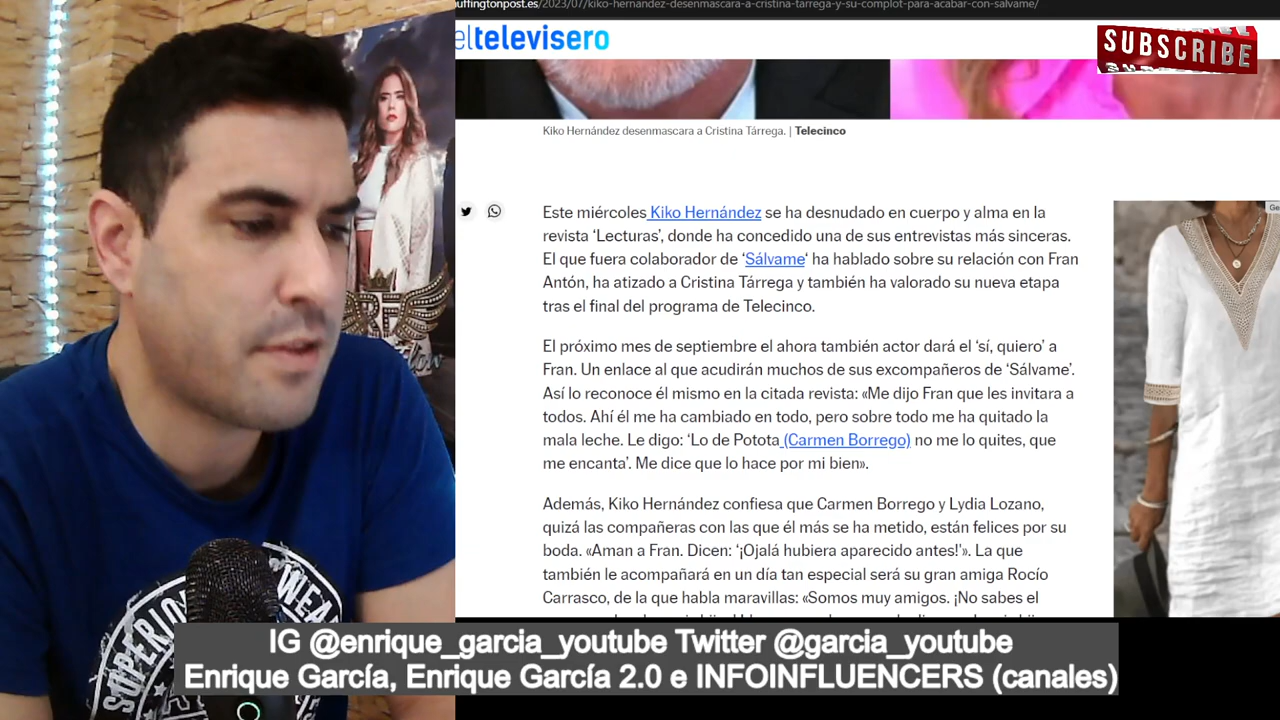 uffingtonpost.es/2023/07/kiko-hernandez-desenmascara-a-cristina-tarrega-y-su-complot-para-acabar-con-salvame/
eltelevisero
SUBSCRIBE
Kiko Hernández desenmascara a Cristina Tárrega. | Telecinco
Este miércoles Kiko Hernández se ha desnudado en cuerpo y alma en la
revista ‘Lecturas’, donde ha concedido una de sus entrevistas más sinceras.
El que fuera colaborador de ‘Sálvame‘ ha hablado sobre su relación con Fran
Antón, ha atizado a Cristina Tárrega y también ha valorado su nueva etapa
tras el final del programa de Telecinco.
El próximo mes de septiembre el ahora también actor dará el ‘sí, quiero’ a
Fran. Un enlace al que acudirán muchos de sus excompañeros de ‘Sálvame’.
Así lo reconoce él mismo en la citada revista: «Me dijo Fran que les invitara a
todos. Ahí él me ha cambiado en todo, pero sobre todo me ha quitado la
mala leche. Le digo: ‘Lo de Potota (Carmen Borrego) no me lo quites, que
me encanta’. Me dice que lo hace por mi bien».
Además, Kiko Hernández confiesa que Carmen Borrego y Lydia Lozano,
quizá las compañeras con las que él más se ha metido, están felices por su
boda. «Aman a Fran. Dicen: ‘¡Ojalá hubiera aparecido antes!'». La que
también le acompañará en un día tan especial será su gran amiga Rocío
Carrasco, de la que habla maravillas: «Somos muy amigos. ¡No sabes el
SUPERIOR
WEAR
IG @enrique_garcia_youtube Twitter @garcia_youtube
Enrique García, Enrique García 2.0 e INFOINFLUENCERS (canales)